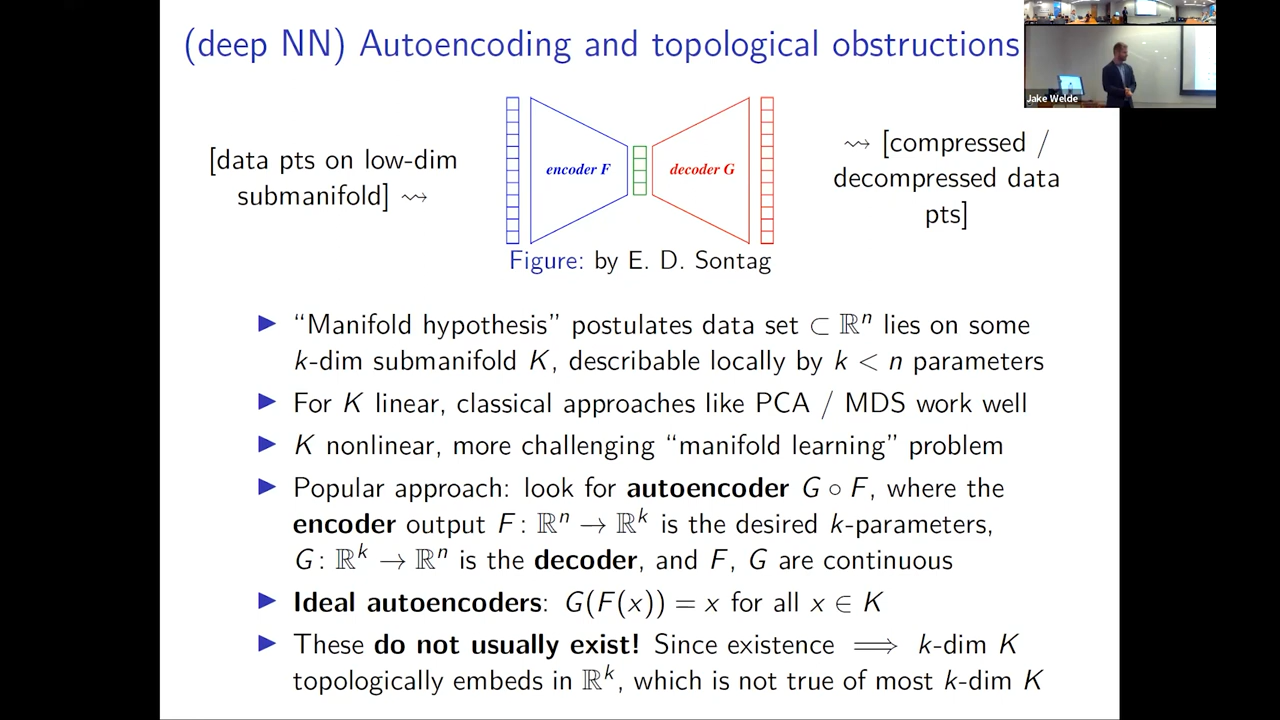 (deep NN) Autoencoding and topological obstructions
Jake Welde
[data pts on low-dim
submanifold] ⇝
encoder F
decoder G
⇝ [compressed /
decompressed data
pts]
Figure: by E. D. Sontag
▶ “Manifold hypothesis” postulates data set ⊂ ℝⁿ lies on some
k-dim submanifold K, describable locally by k < n parameters
▶ For K linear, classical approaches like PCA / MDS work well
▶ K nonlinear, more challenging “manifold learning” problem
▶ Popular approach: look for autoencoder G ∘ F, where the
encoder output F: ℝⁿ → ℝᵏ is the desired k-parameters,
G: ℝᵏ → ℝⁿ is the decoder, and F, G are continuous
▶ Ideal autoencoders: G(F(x)) = x for all x ∈ K
▶ These do not usually exist! Since existence ⟹ k-dim K
topologically embeds in ℝᵏ, which is not true of most k-dim K